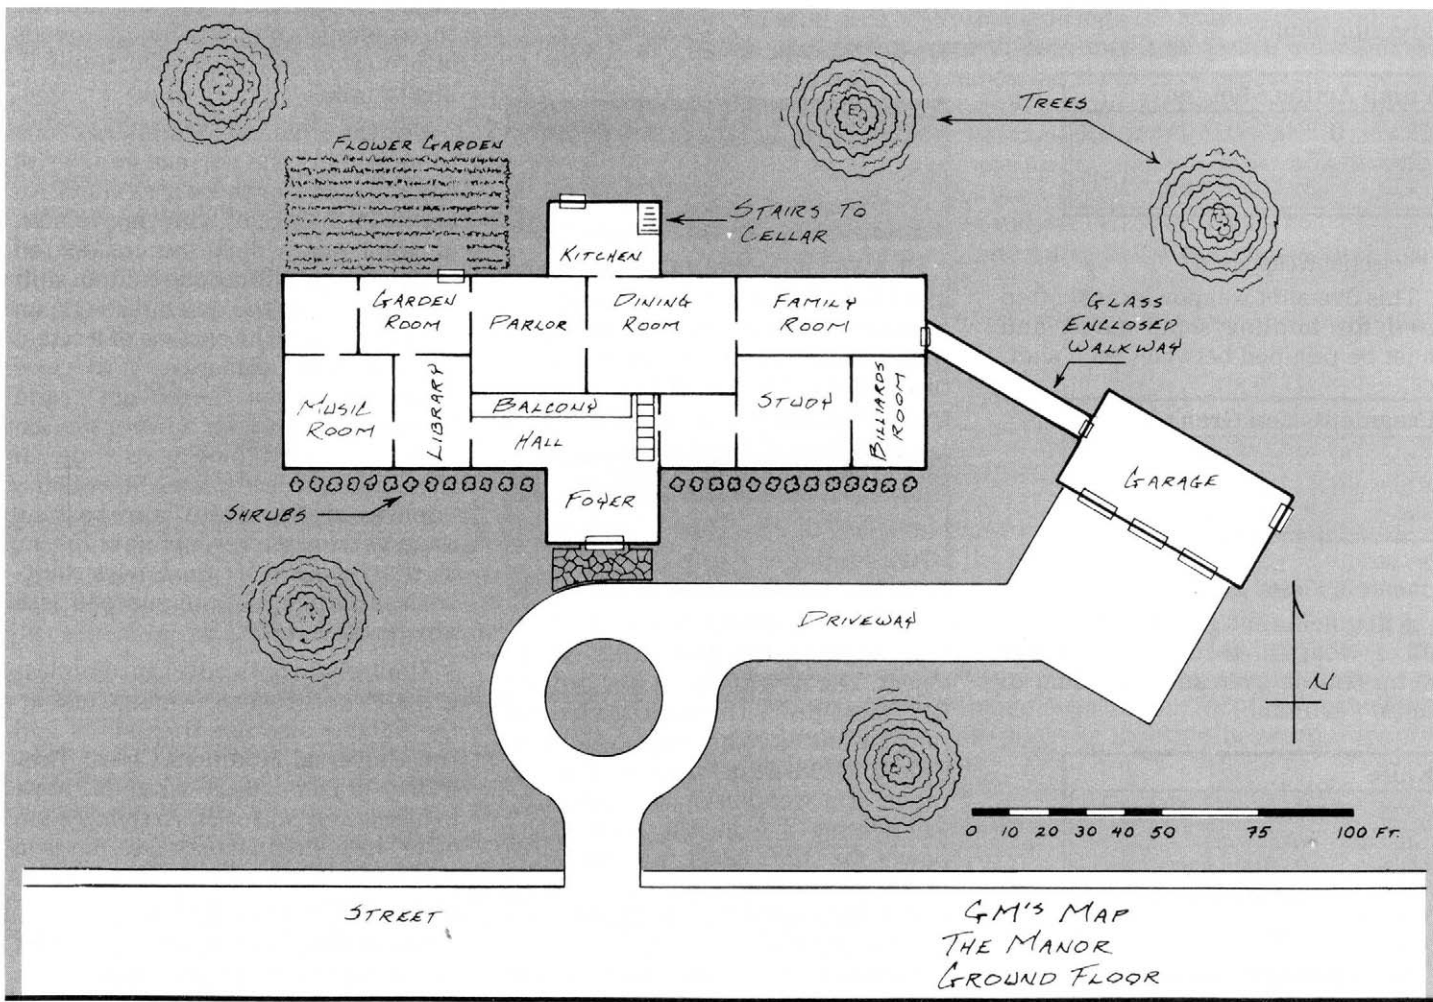 TREES
FLOWER GARDEN
STAIRS TO
CELLAR
KITCHEN
GARDEN
ROOM
PARLOR
DINING
ROOM
FAMILY
ROOM
GLASS
ENCLOSED
WALKWAY
MUSIC
ROOM
LIBRARY
BALCONY
HALL
STUDY
BILLIARDS
ROOM
GARAGE
SHRUBS
FOYER
DRIVEWAY
N
0 10 20 30 40 50 75 100 FT.
STREET
GM'S MAP
THE MANOR
GROUND FLOOR